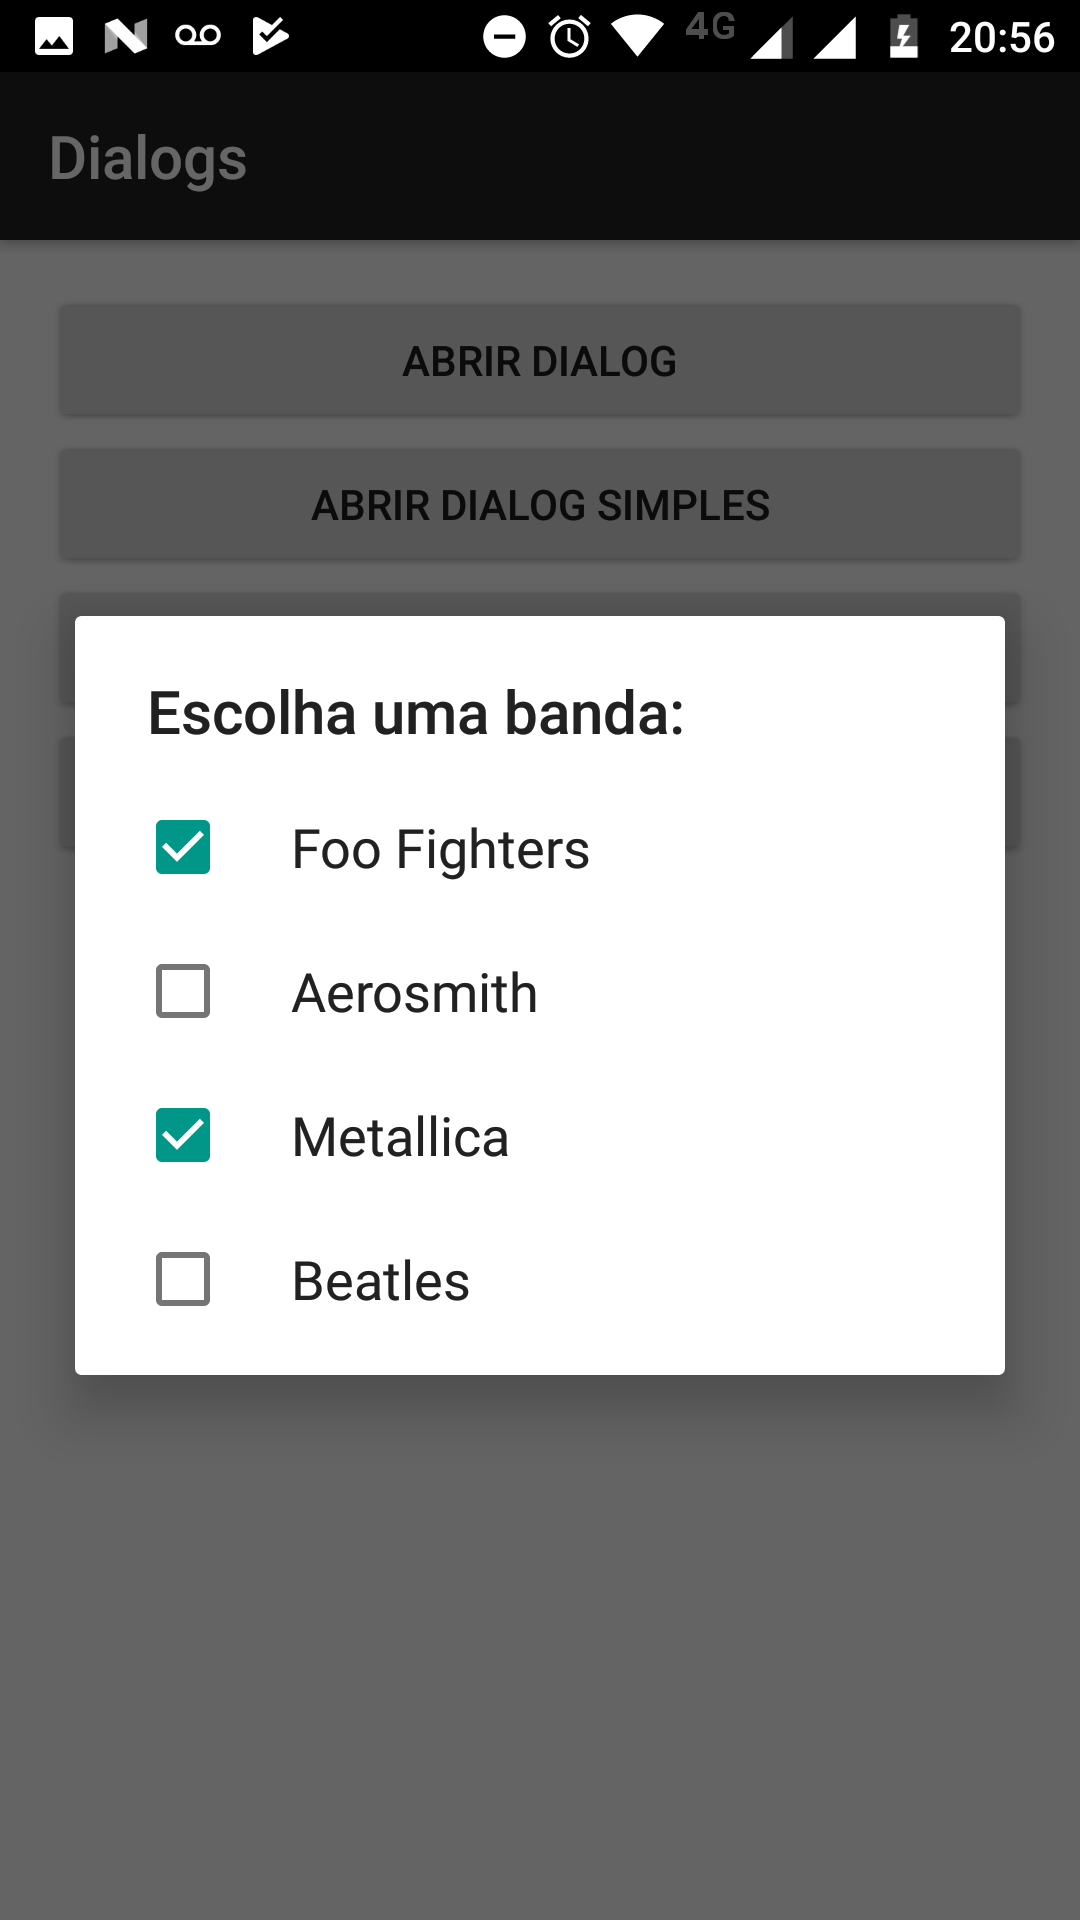 4G 20:56
Dialogs
ABRIR DIALOG
ABRIR DIALOG SIMPLES
Escolha uma banda:
Foo Fighters
Aerosmith
Metallica
Beatles